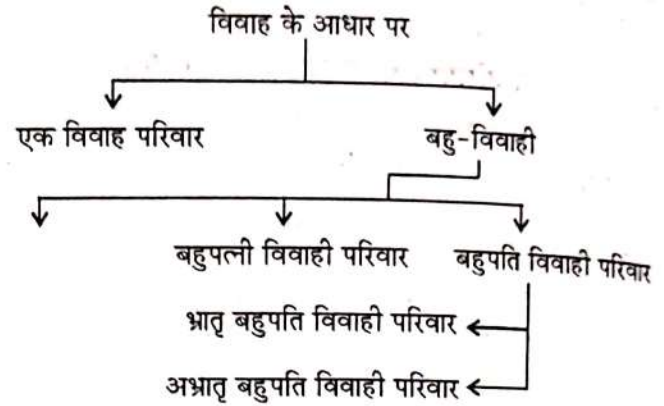 विवाह के आधार पर
एक विवाह परिवार बहु-विवाही
बहुपत्नी विवाही परिवार बहुपति विवाही परिवार
भ्रातृ बहुपति विवाही परिवार
अभ्रातृ बहुपति विवाही परिवार